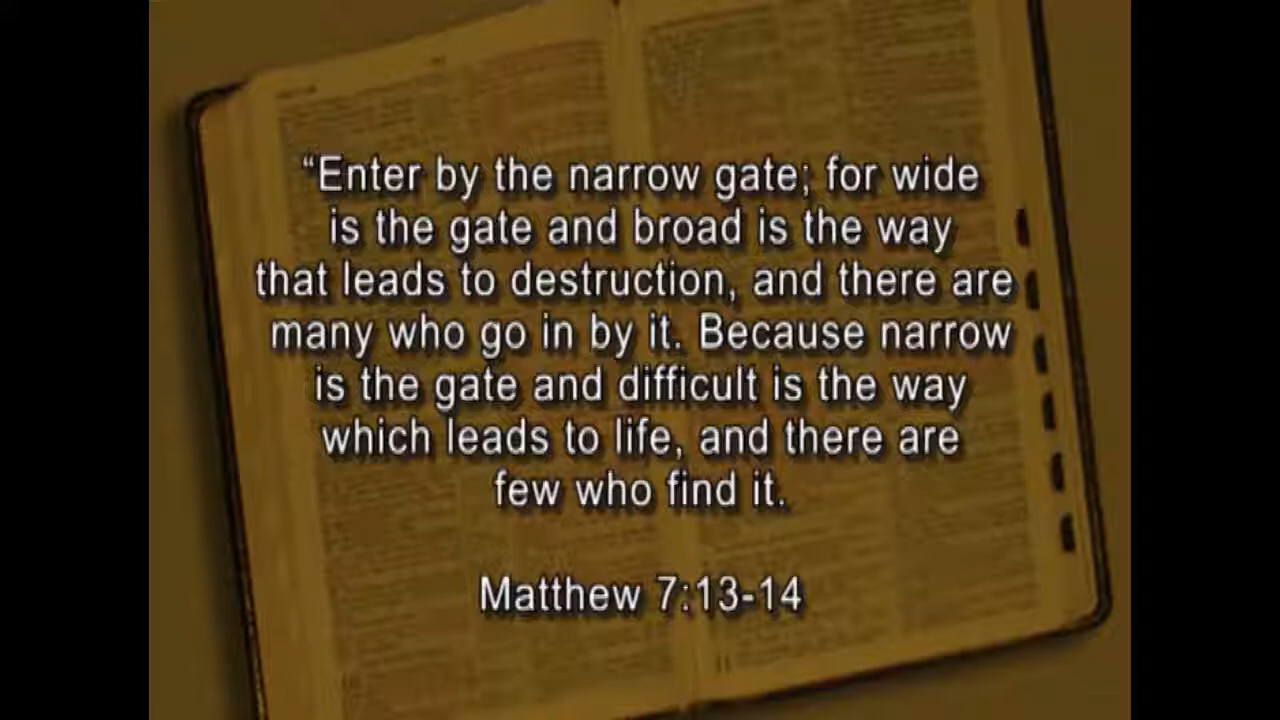 “Enter by the narrow gate; for wide
is the gate and broad is the way
that leads to destruction, and there are
many who go in by it. Because narrow
is the gate and difficult is the way
which leads to life, and there are
few who find it.
Matthew 7:13-14